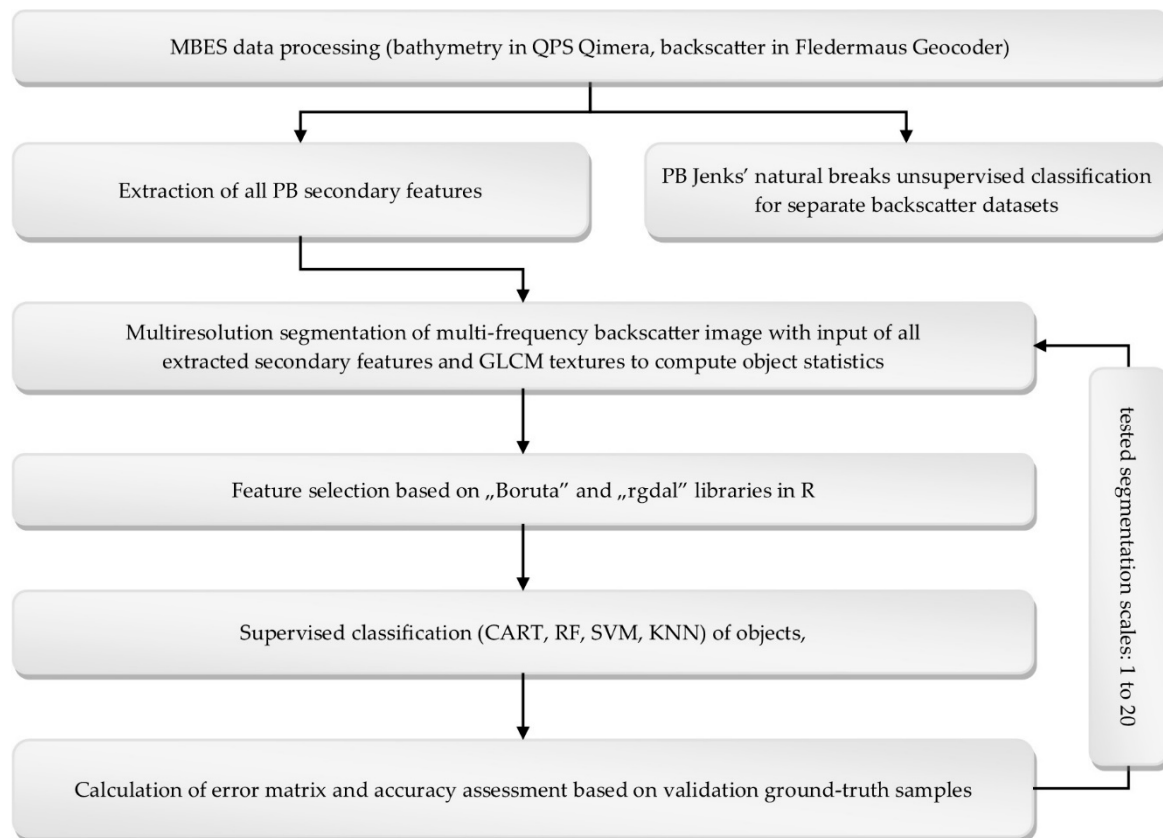 MBES data processing (bathymetry in QPS Qimera, backscatter in Fledermaus Geocoder)
Extraction of all PB secondary features
PB Jenks’ natural breaks unsupervised classification
for separate backscatter datasets
Multiresolution segmentation of multi-frequency backscatter image with input of all
extracted secondary features and GLCM textures to compute object statistics
Feature selection based on „Boruta” and „rgdal” libraries in R
Supervised classification (CART, RF, SVM, KNN) of objects,
Calculation of error matrix and accuracy assessment based on validation ground-truth samples
tested segmentation scales: 1 to 20